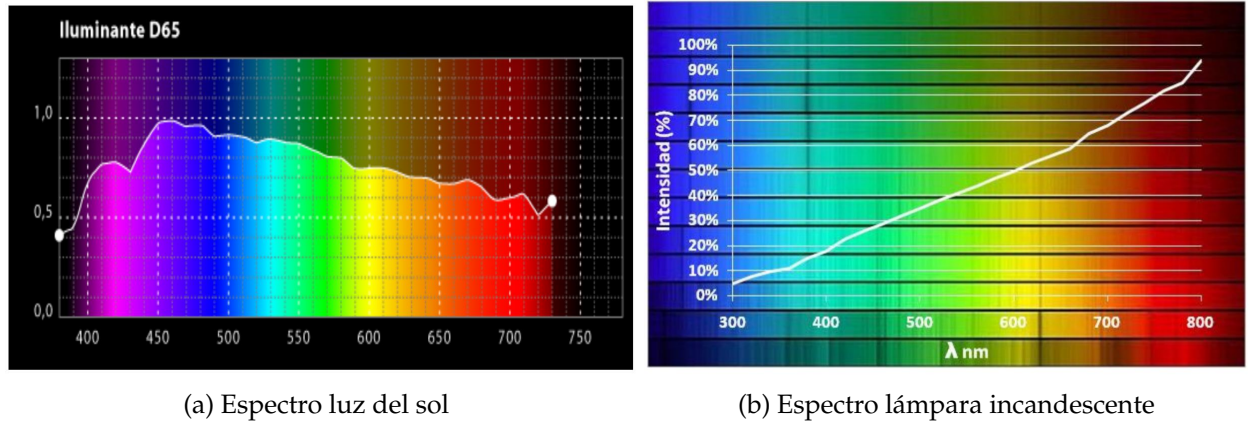 Iluminante D65
1,0
0,5
0,0
400 450 500 550 600 650 700 750
100%
90%
80%
70%
60%
50%
40%
30%
20%
10%
0%
Intensidad (%)
300 400 500 600 700 800
λ nm
(a) Espectro luz del sol
(b) Espectro lámpara incandescente